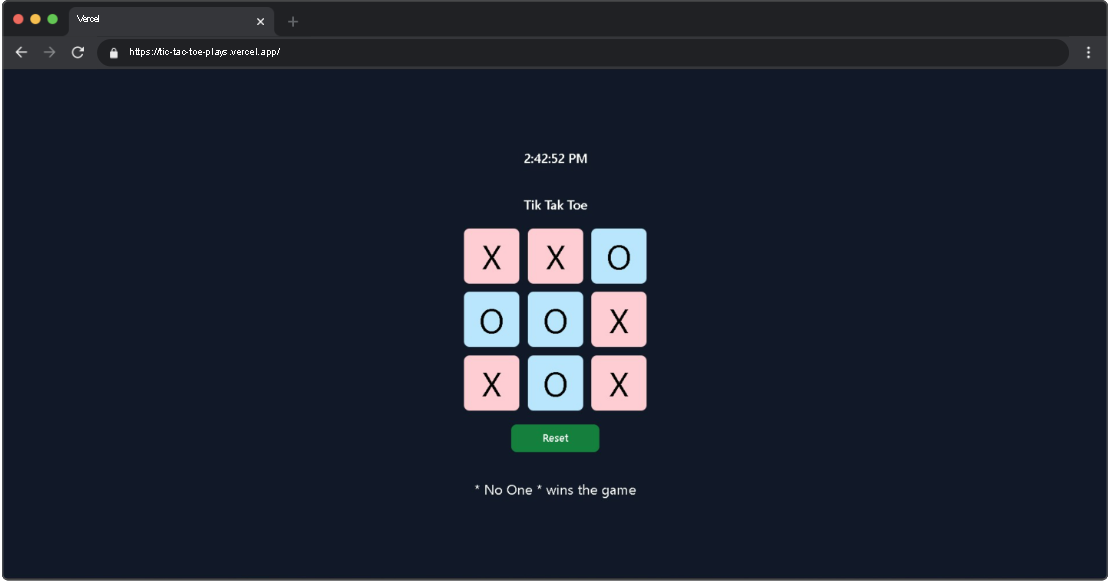 Vercel
https://tic-tac-toe-plays.vercel.app/
2:42:52 PM
Tik Tak Toe
X X O
O O X
X O X
Reset
* No One * wins the game